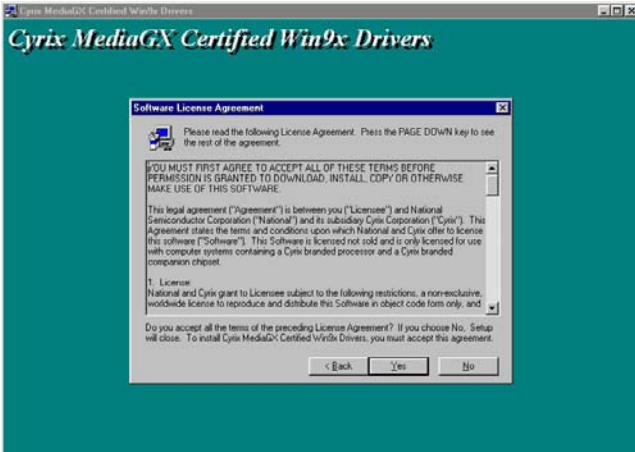 Cyrix MediaGX Certified Win9x Drivers
Cyrix MediaGX Certified Win9x Drivers
Software License Agreement
Please read the following License Agreement. Press the PAGE DOWN key to see
the rest of the agreement.
YOU MUST FIRST AGREE TO ACCEPT ALL OF THESE TERMS BEFORE
PERMISSION IS GRANTED TO DOWNLOAD, INSTALL, COPY OR OTHERWISE
MAKE USE OF THIS SOFTWARE.
This legal agreement ("Agreement") is between you ("Licensee") and National
Semiconductor Corporation ("National") and its subsidiary Cyrix Corporation ("Cyrix"). This
Agreement states the terms and conditions upon which National and Cyrix offer to license
this software ("Software"). This Software is licensed not sold and is only licensed for use
with computer systems containing a Cyrix branded processor and a Cyrix branded
companion chipset.
1. License:
National and Cyrix grant to Licensee subject to the following restrictions, a non-exclusive,
worldwide license to reproduce and distribute this Software in object code form only, and
Do you accept all the terms of the preceding License Agreement? If you choose No, Setup
will close. To install Cyrix MediaGX Certified Win9x Drivers, you must accept this agreement.
< Back
Yes
No